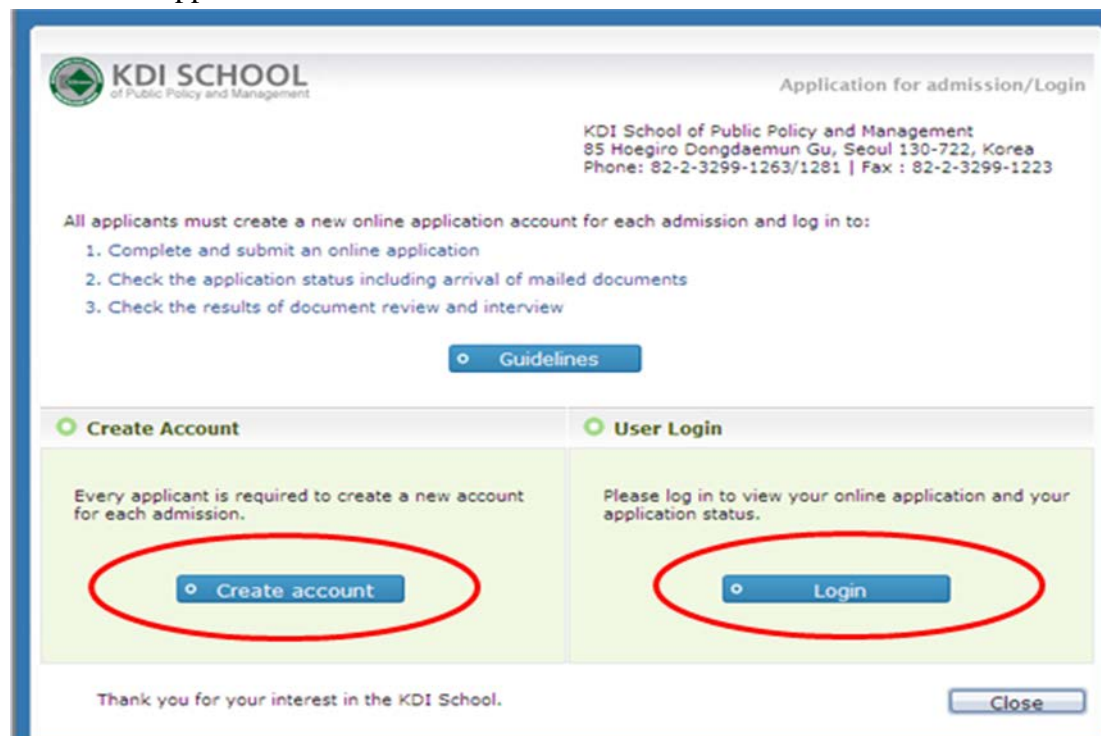 KDI SCHOOL
of Public Policy and Management
Application for admission/Login
KDI School of Public Policy and Management
85 Hoegiro Dongdaemun Gu, Seoul 130-722, Korea
Phone: 82-2-3299-1263/1281 | Fax : 82-2-3299-1223
All applicants must create a new online application account for each admission and log in to:
1. Complete and submit an online application
2. Check the application status including arrival of mailed documents
3. Check the results of document review and interview
Guidelines
Create Account
Every applicant is required to create a new account
for each admission.
Create account
User Login
Please log in to view your online application and your
application status.
Login
Thank you for your interest in the KDI School.
Close